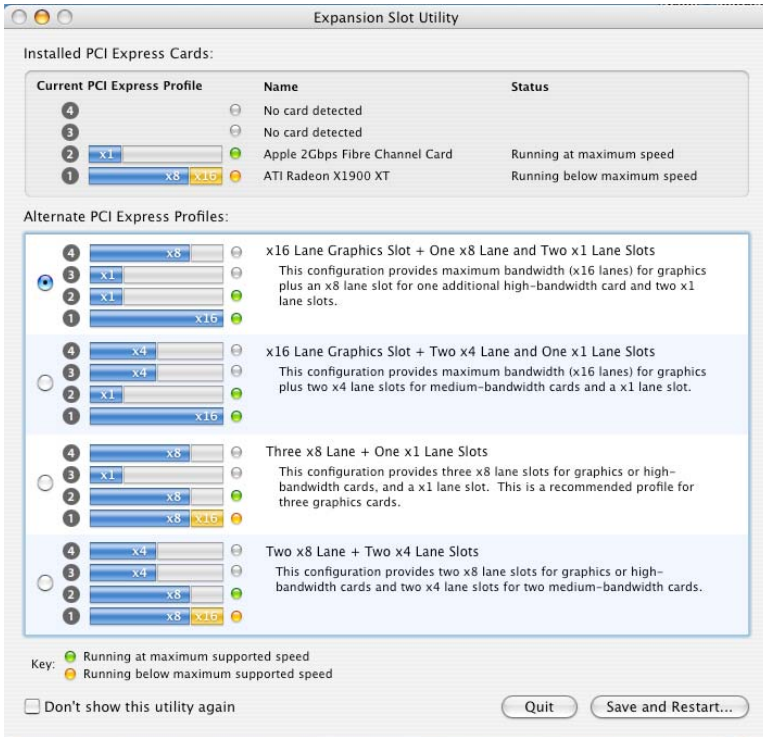 Expansion Slot Utility
Installed PCI Express Cards:
Current PCI Express Profile Name Status
4 No card detected
3 No card detected
2 x1 Apple 2Gbps Fibre Channel Card Running at maximum speed
1 x8 x16 ATI Radeon X1900 XT Running below maximum speed
Alternate PCI Express Profiles:
4 x8 x16 Lane Graphics Slot + One x8 Lane and Two x1 Lane Slots
3 x1 This configuration provides maximum bandwidth (x16 lanes) for graphics
2 x1 plus an x8 lane slot for one additional high-bandwidth card and two x1
lane slots.
1 x16
4 x4 x16 Lane Graphics Slot + Two x4 Lane and One x1 Lane Slots
3 x4 This configuration provides maximum bandwidth (x16 lanes) for graphics
2 x1 plus two x4 lane slots for medium-bandwidth cards and a x1 lane slot.
1 x16
4 x8 Three x8 Lane + One x1 Lane Slots
3 x1 This configuration provides three x8 lane slots for graphics or high-
2 x8 bandwidth cards, and a x1 lane slot. This is a recommended profile for
three graphics cards.
1 x8 x16
4 x4 Two x8 Lane + Two x4 Lane Slots
3 x4 This configuration provides two x8 lane slots for graphics or high-
2 x8 bandwidth cards and two x4 lane slots for two medium-bandwidth cards.
1 x8 x16
Key: Running at maximum supported speed
Running below maximum supported speed
Don't show this utility again
Quit
Save and Restart...